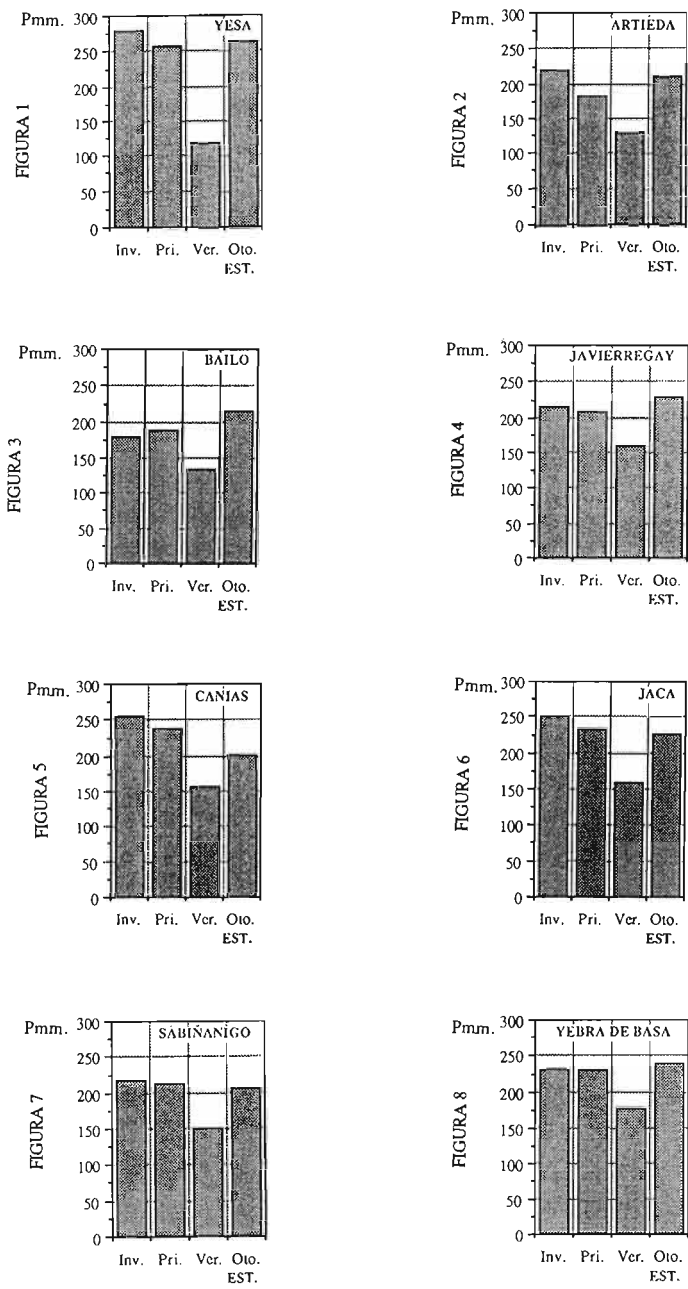 FIGURA 1
Pmm.
YESA
300
250
200
150
100
50
0
Inv. Pri. Ver. Oto.
EST.
FIGURA 2
Pmm.
ARTIEDA
300
250
200
150
100
50
0
Inv. Pri. Ver. Oto.
EST.
FIGURA 3
Pmm.
BAILO
300
250
200
150
100
50
0
Inv. Pri. Ver. Oto.
EST.
FIGURA 4
Pmm.
JAVIERREGAY
300
250
200
150
100
50
0
Inv. Pri. Ver. Oto.
EST.
FIGURA 5
Pmm.
CANIAS
300
250
200
150
100
50
0
Inv. Pri. Ver. Oto.
EST.
FIGURA 6
Pmm.
JACA
300
250
200
150
100
50
0
Inv. Pri. Ver. Oto.
EST.
FIGURA 7
Pmm.
SABIÑANIGO
300
250
200
150
100
50
0
Inv. Pri. Ver. Oto.
EST.
FIGURA 8
Pmm.
YEBRA DE BASA
300
250
200
150
100
50
0
Inv. Pri. Ver. Oto.
EST.